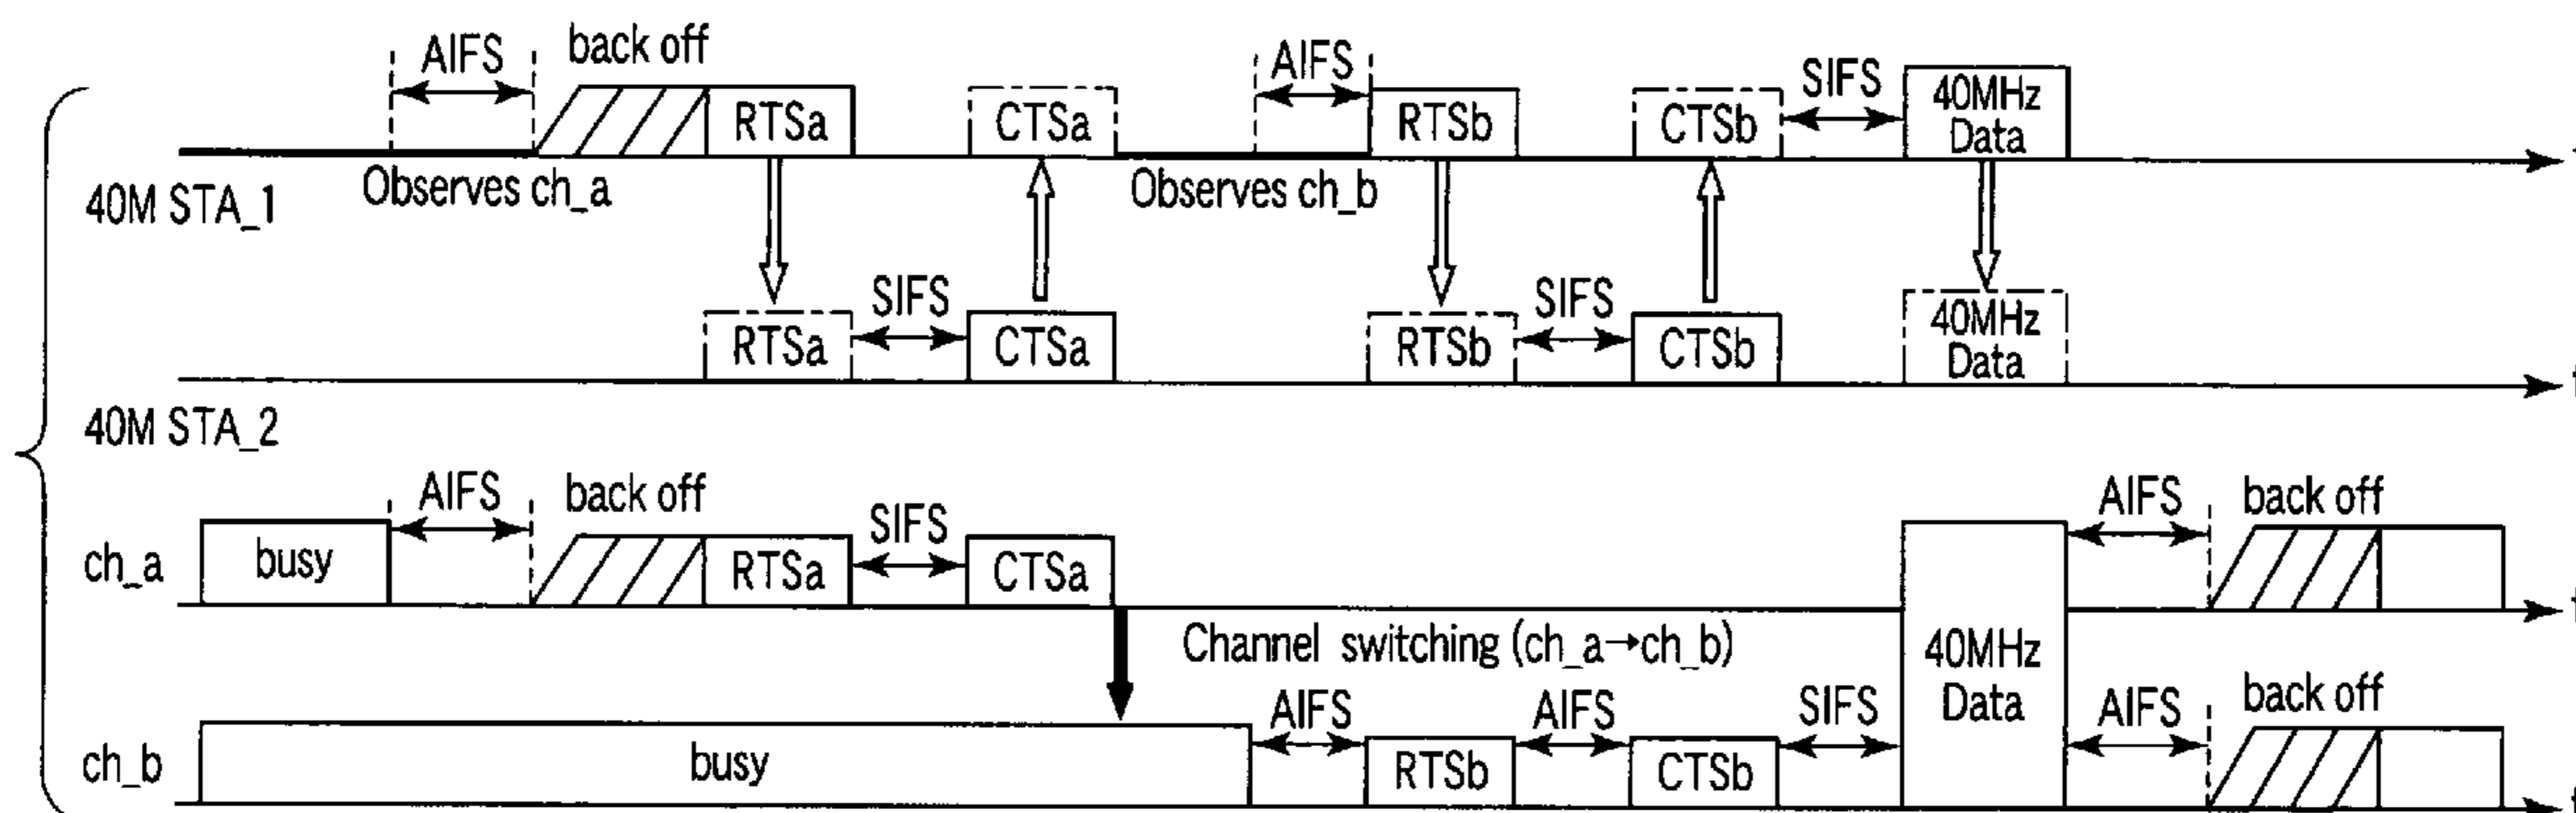 AIFS back off AIFS SIFS
RTSa CTSa RTSb CTSb 40MHz
Data
Observes ch_a Observes ch_b
40M STA_1
SIFS SIFS
RTSa CTSa RTSb CTSb 40MHz
Data
40M STA_2
AIFS back off SIFS AIFS back off
ch_a busy RTSa CTSa
Channel switching (ch_a→ch_b) 40MHz
Data
AIFS AIFS SIFS AIFS back off
ch_b busy RTSb CTSb